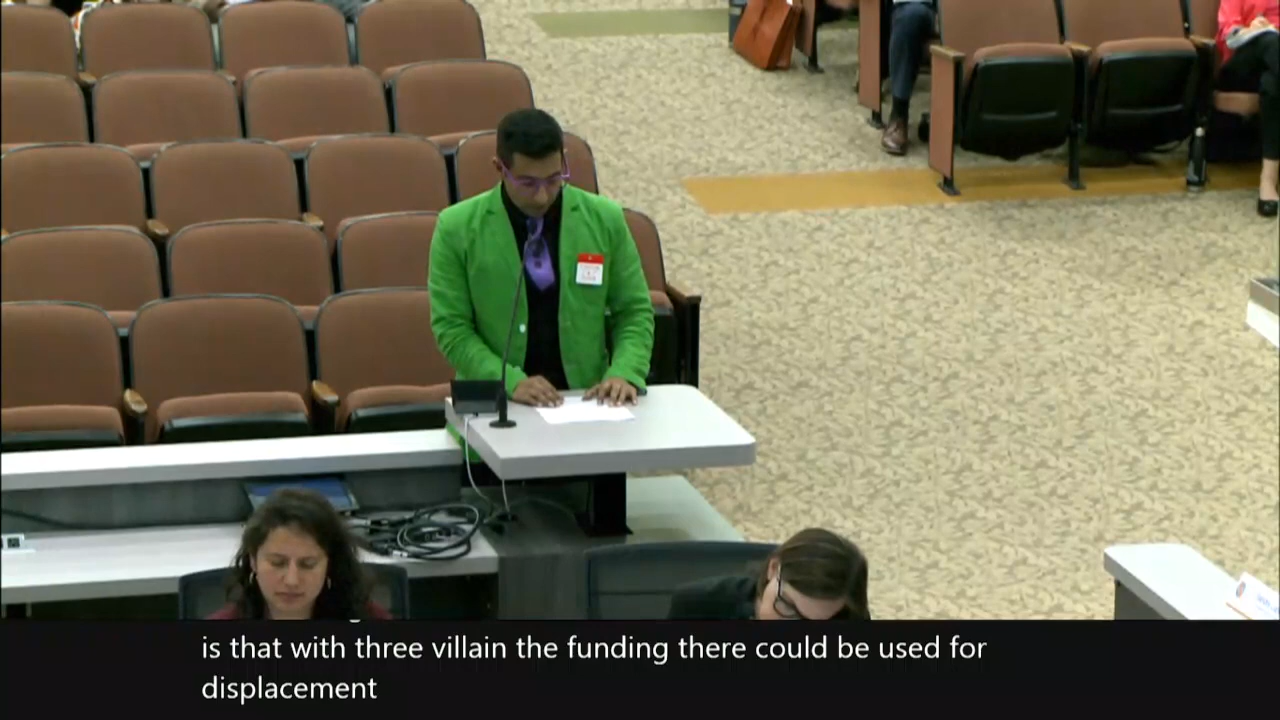 is that with three villain the funding there could be used for
displacement